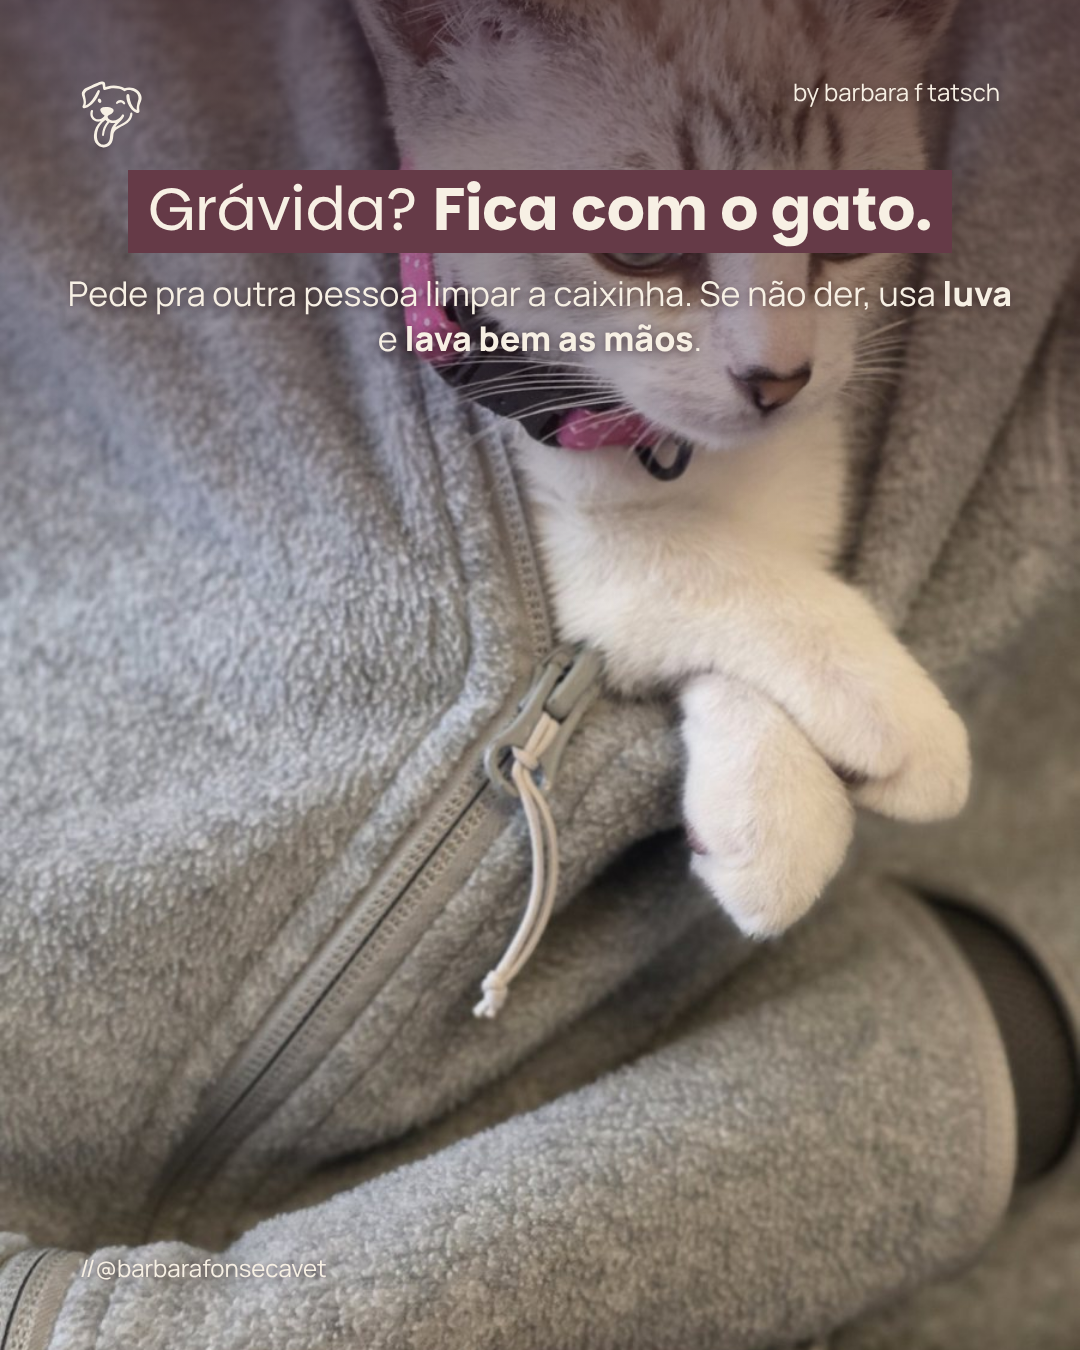 by barbara f tatsch
Grávida? Fica com o gato.
Pede pra outra pessoa limpar a caixinha. Se não der, usa luva
e lava bem as mãos.
//@barbarafonsecavet